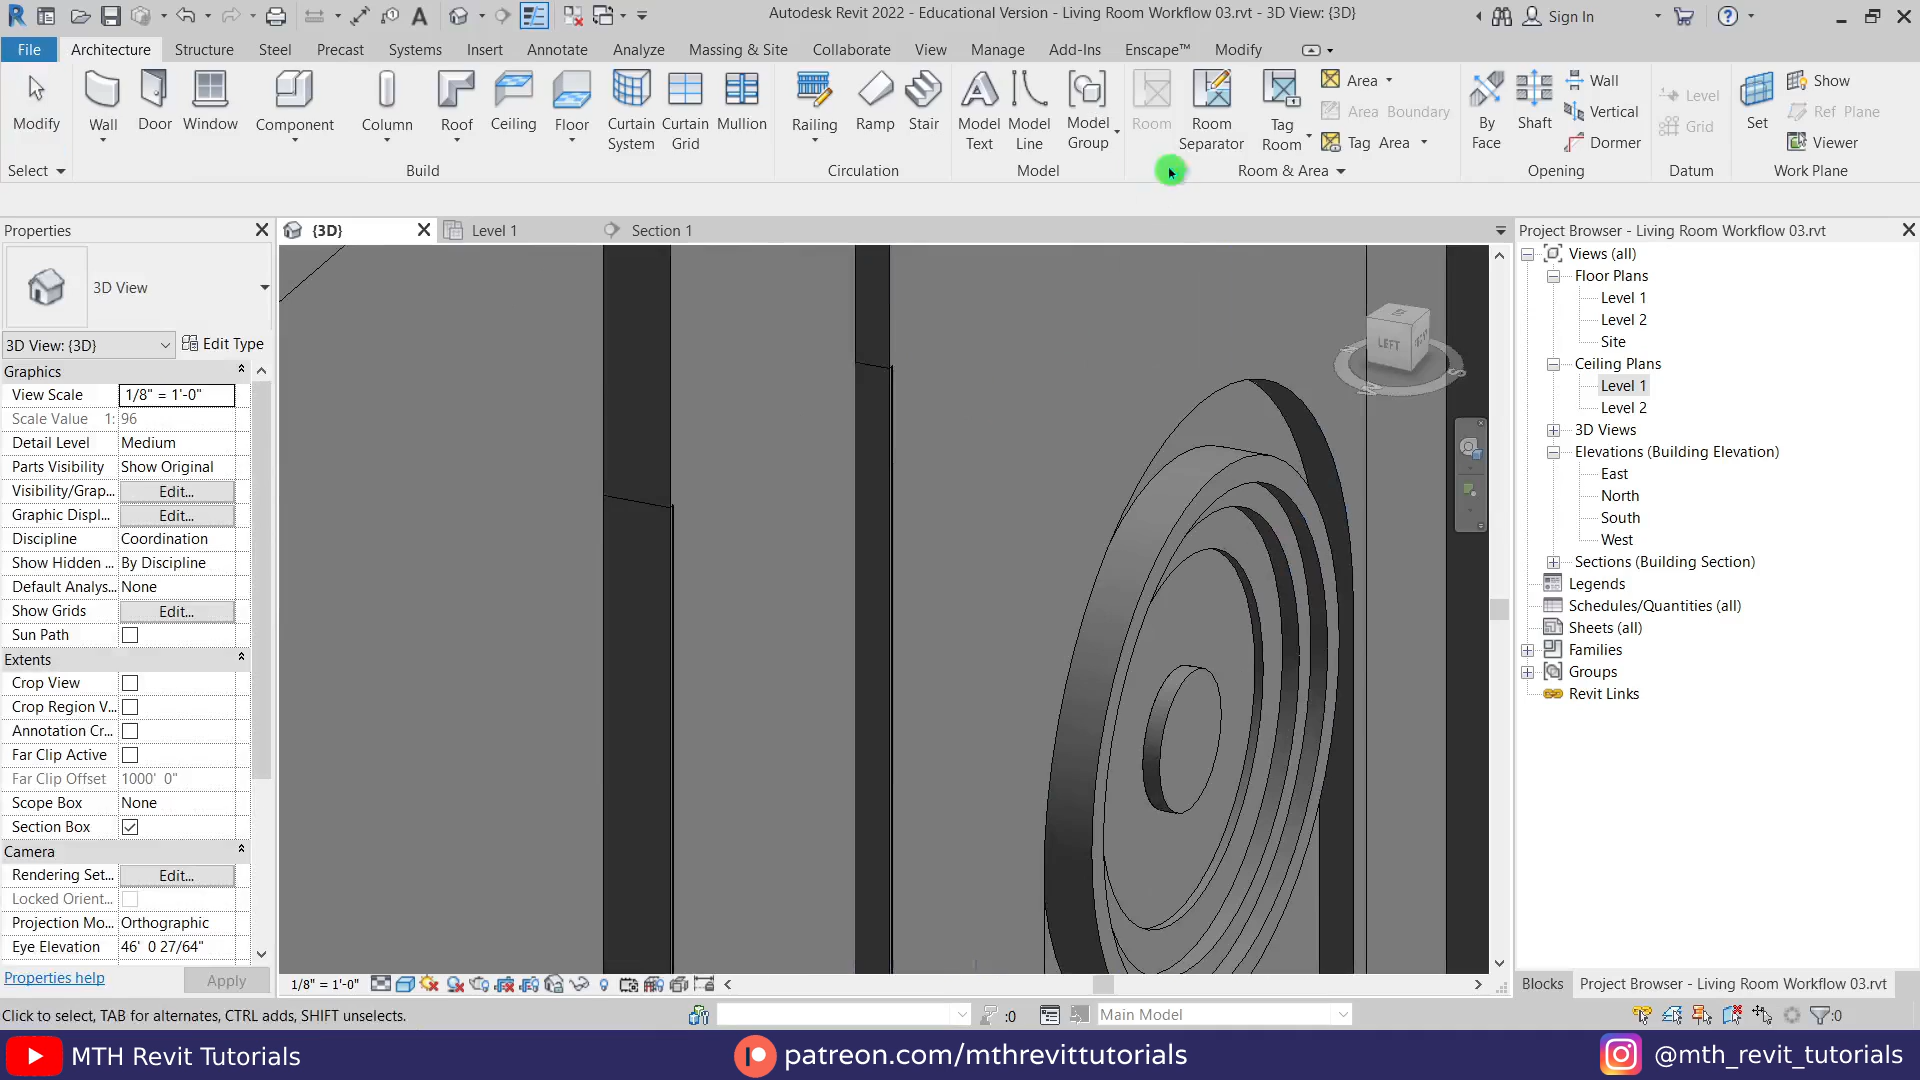 Autodesk Revit 2022 - Educational Version - Living Room Workflow 03.rvt - 3D View: {3D}
Sign In
File Architecture Structure Steel Precast Systems Insert Annotate Analyze Massing & Site Collaborate View Manage Add-Ins Enscape™ Modify
Modify
Wall
Door
Window
Component
Column
Roof
Ceiling
Floor
Curtain System
Curtain Grid
Mullion
Railing
Ramp
Stair
Model Text
Model Line
Model Group
Room
Room Separator
Tag Room
Area
Area Boundary
Tag Area
By Face
Shaft
Wall
Vertical
Dormer
Level
Grid
Set
Show
Ref Plane
Viewer
Select
Build
Circulation
Model
Room & Area
Opening
Datum
Work Plane
Properties
{3D}
Level 1
Section 1
Project Browser - Living Room Workflow 03.rvt
3D View
3D View: {3D}
Edit Type
Graphics
View Scale 1/8" = 1'-0"
Scale Value 1: 96
Detail Level Medium
Parts Visibility Show Original
Visibility/Grap... Edit...
Graphic Displ... Edit...
Discipline Coordination
Show Hidden ... By Discipline
Default Analys... None
Show Grids Edit...
Sun Path
Extents
Crop View
Crop Region V...
Annotation Cr...
Far Clip Active
Far Clip Offset 1000' 0"
Scope Box None
Section Box
Camera
Rendering Set... Edit...
Locked Orient...
Projection Mo... Orthographic
Eye Elevation 46' 0 27/64"
Properties help
Apply
LEFT
Views (all)
Floor Plans
Level 1
Level 2
Site
Ceiling Plans
Level 1
Level 2
3D Views
Elevations (Building Elevation)
East
North
South
West
Sections (Building Section)
Legends
Schedules/Quantities (all)
Sheets (all)
Families
Groups
Revit Links
1/8" = 1'-0"
Blocks
Project Browser - Living Room Workflow 03.rvt
Click to select, TAB for alternates, CTRL adds, SHIFT unselects.
:0
Main Model
:0
MTH Revit Tutorials
patreon.com/mthrevittutorials
@mth_revit_tutorials